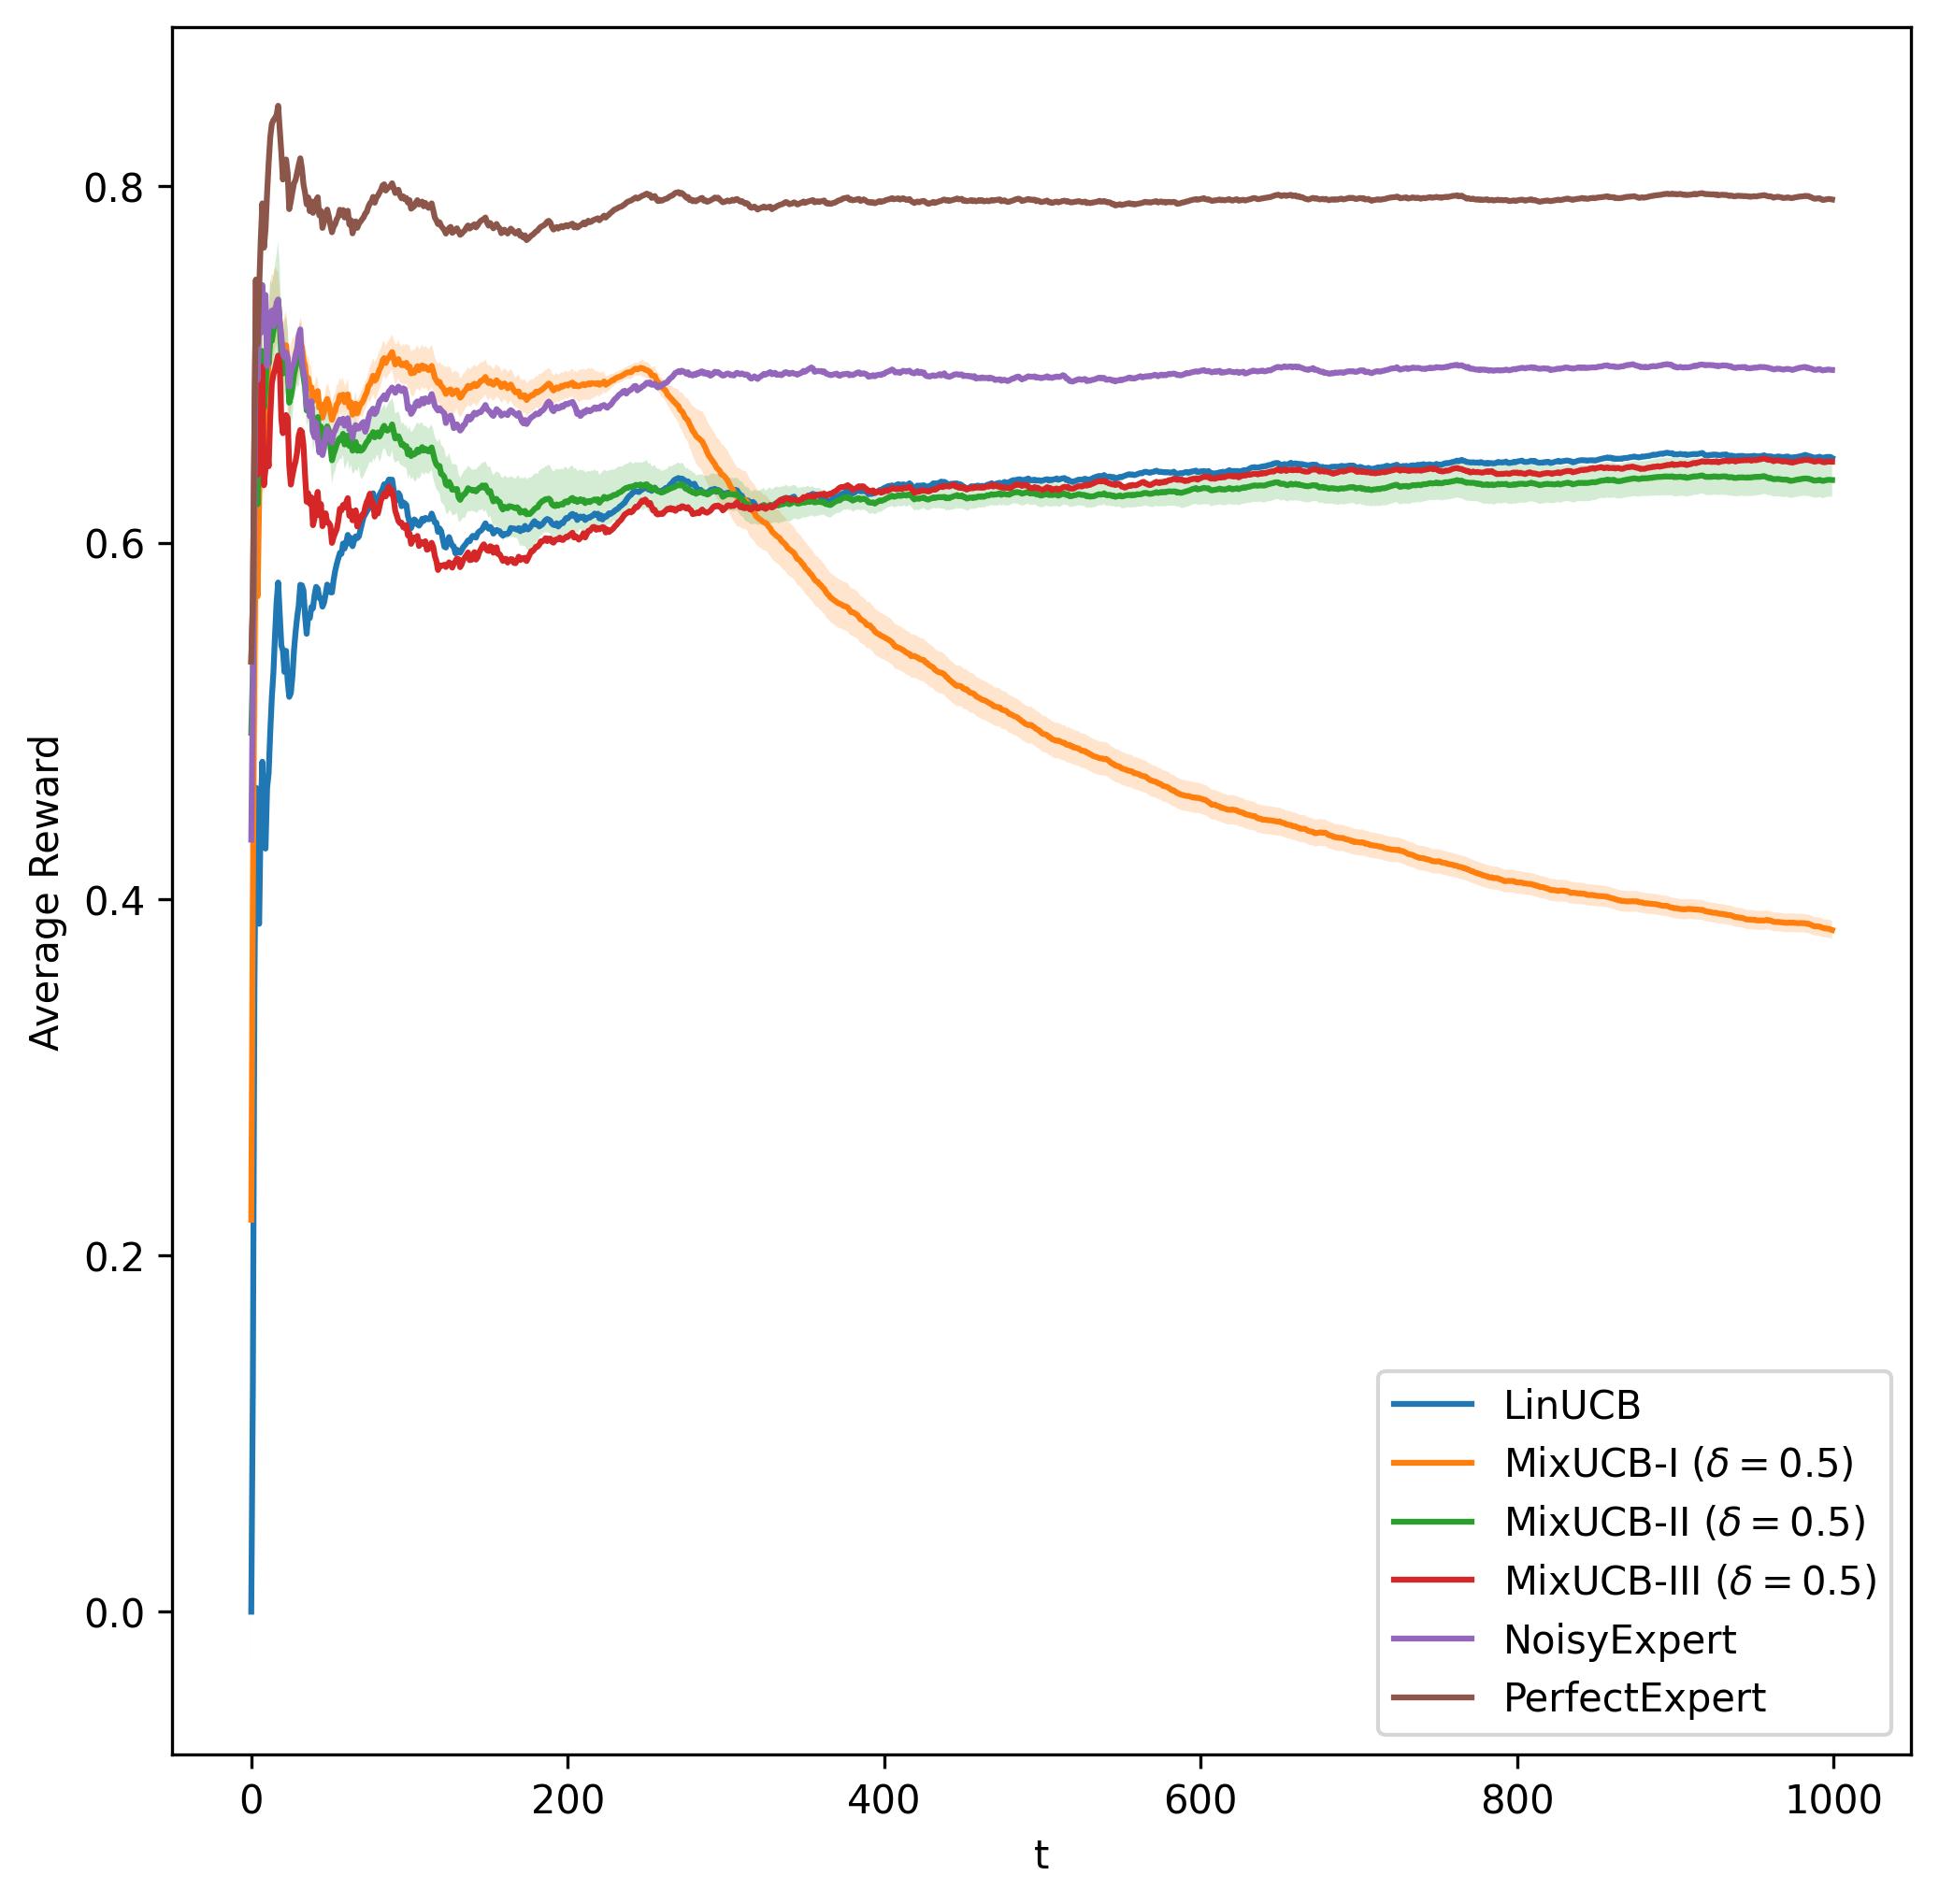 0.8
0.6
0.4
0.2
0.0
Average Reward
0 200 400 600 800 1000
t
LinUCB
MixUCB-I (δ = 0.5)
MixUCB-II (δ = 0.5)
MixUCB-III (δ = 0.5)
NoisyExpert
PerfectExpert